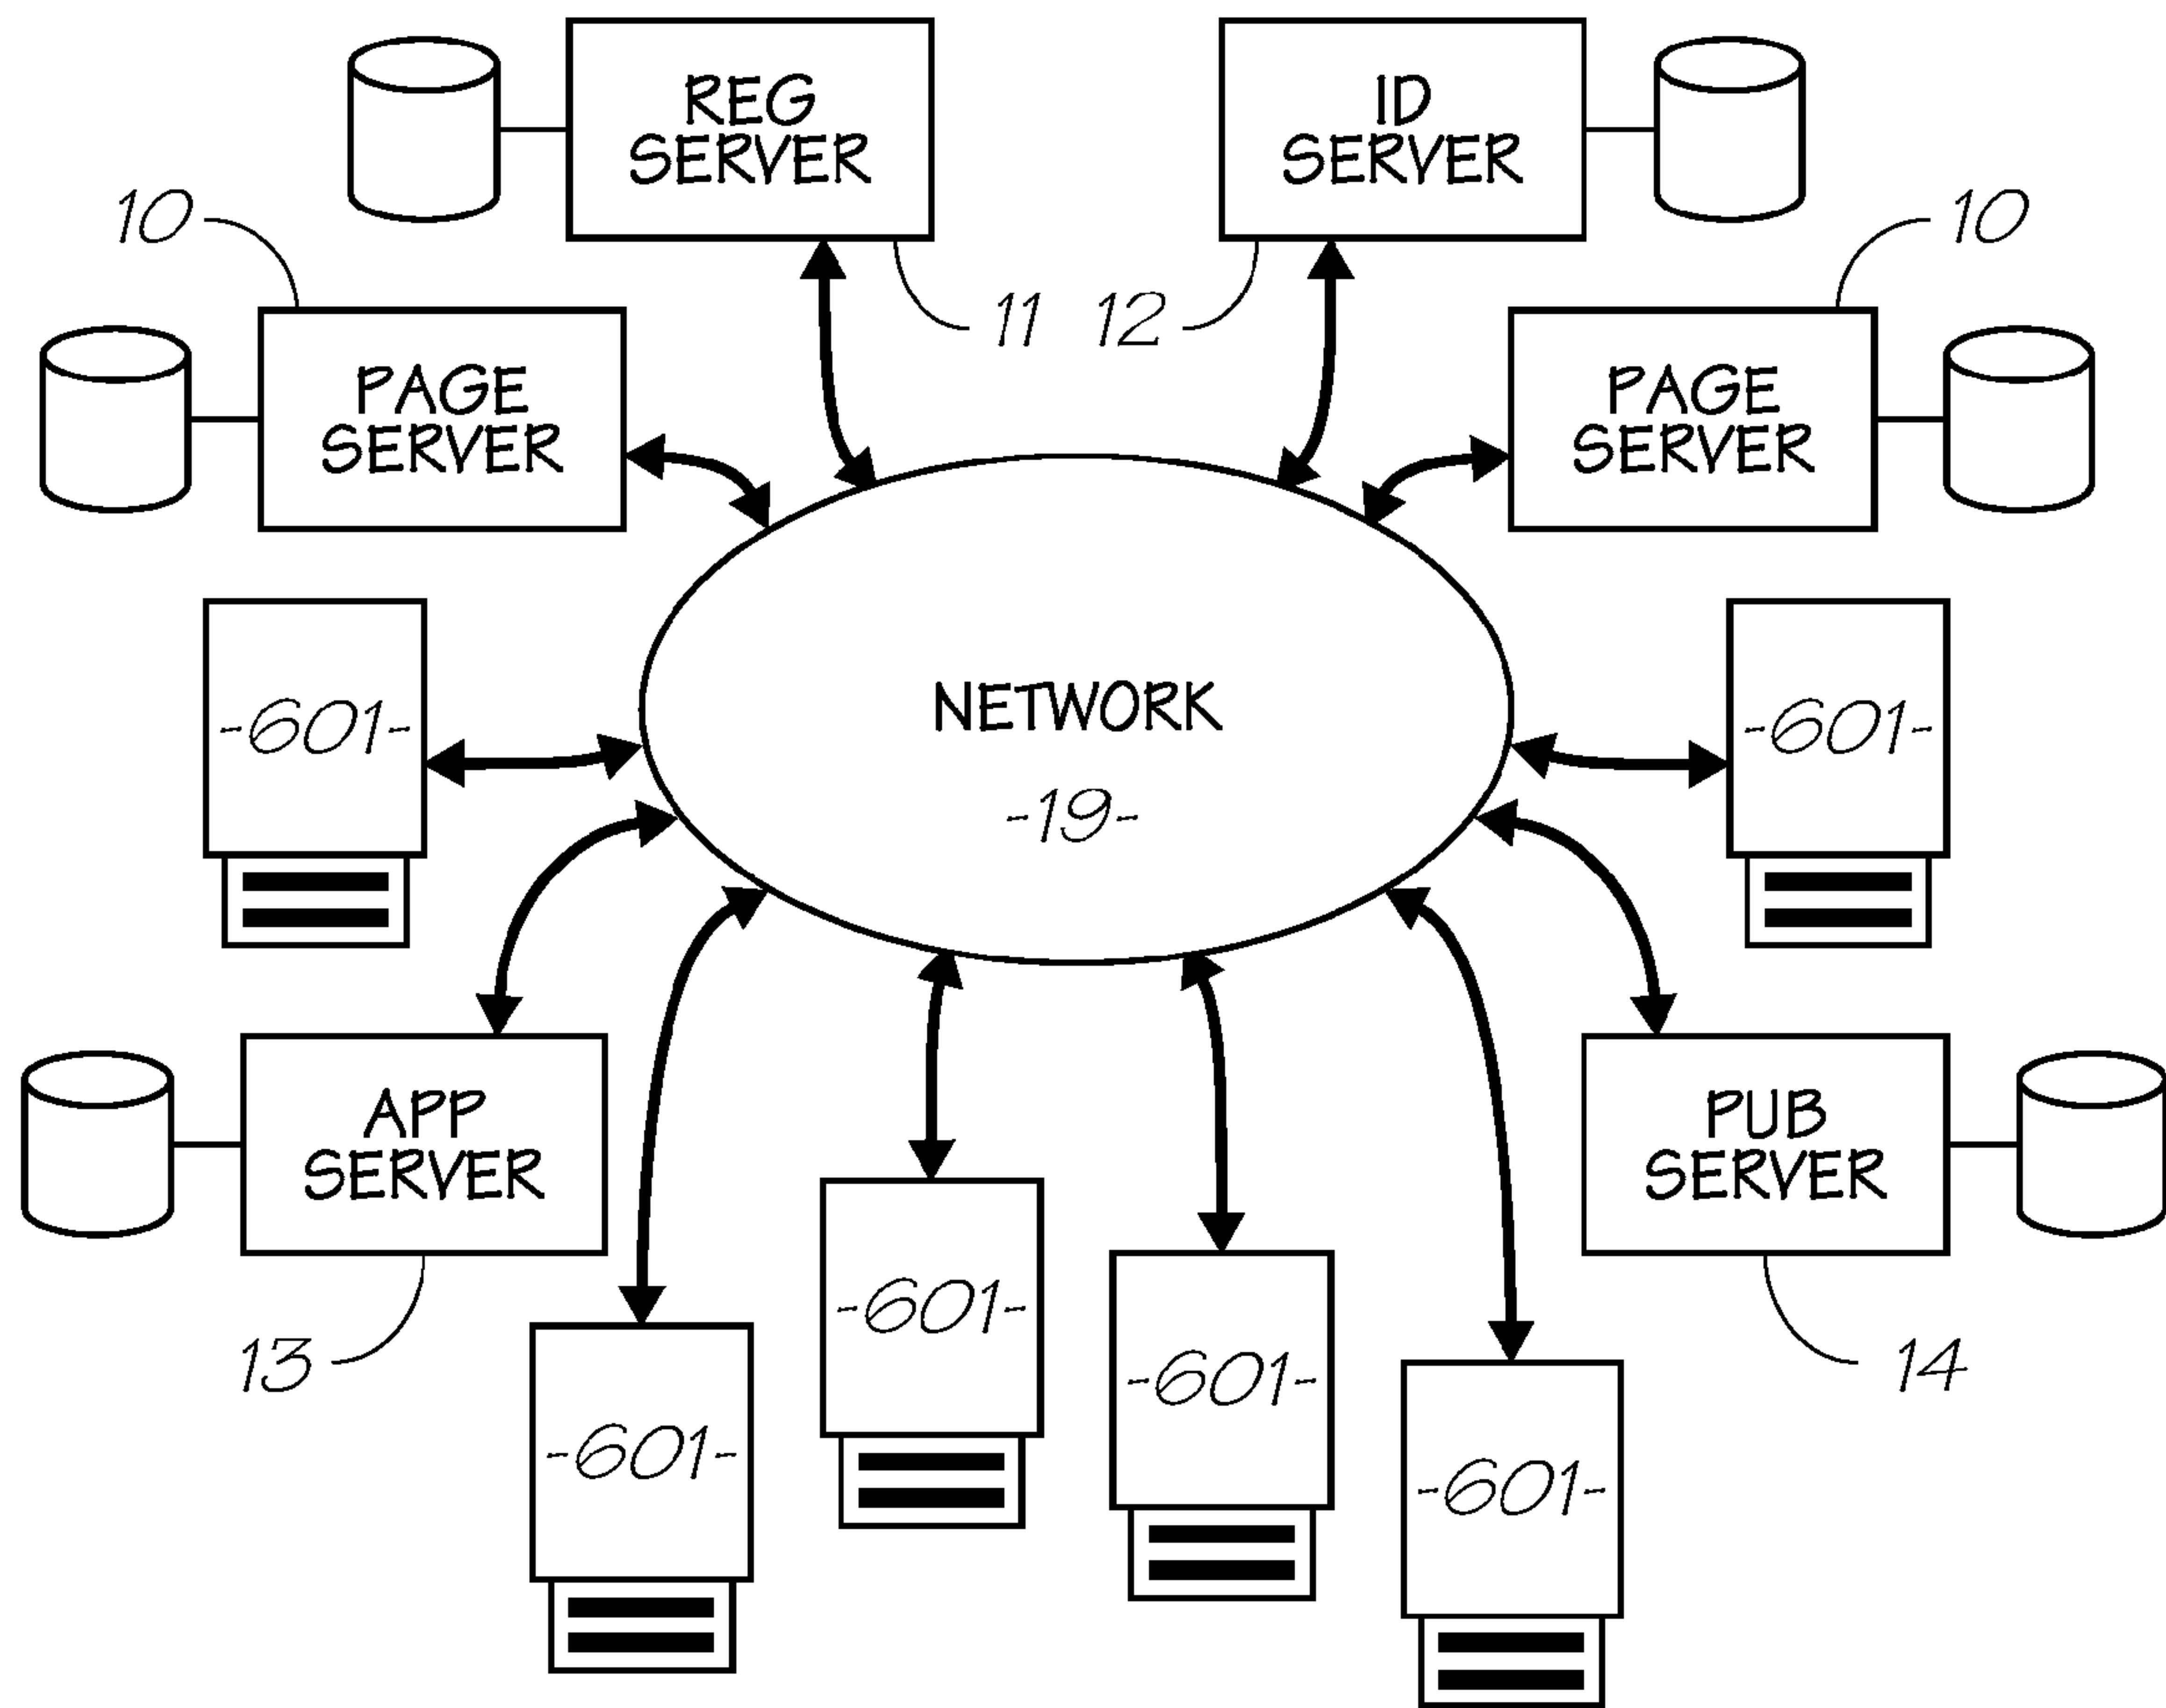 REG
SERVER
ID
SERVER
10
10
11
12
PAGE
SERVER
PAGE
SERVER
-601-
NETWORK
-19-
-601-
APP
SERVER
PUB
SERVER
13
-601-
-601-
-601-
-601-
14